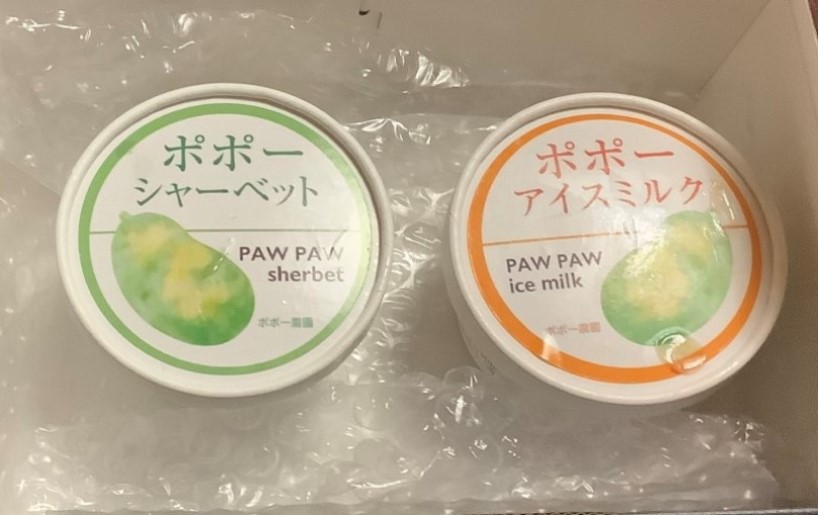 ポポー
シャーベット
PAW PAW
sherbet
ポポー農園
ポポー
アイスミルク
PAW PAW
ice milk
ポポー農園